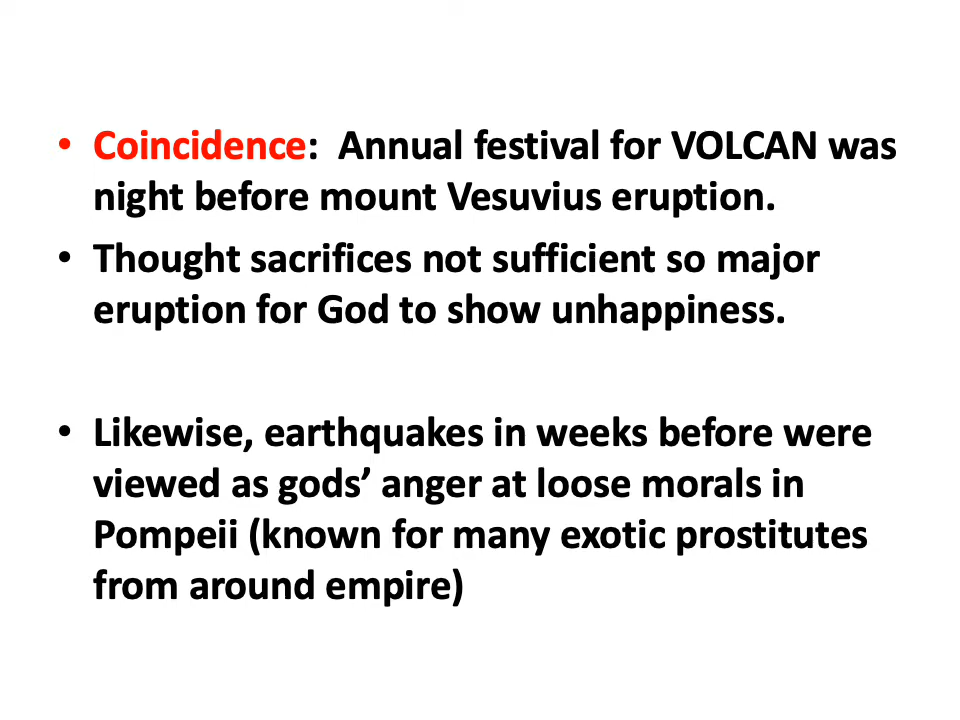 • Coincidence:  Annual festival for VOLCAN was
night before mount Vesuvius eruption.
• Thought sacrifices not sufficient so major
eruption for God to show unhappiness.
• Likewise, earthquakes in weeks before were
viewed as gods’ anger at loose morals in
Pompeii (known for many exotic prostitutes
from around empire)